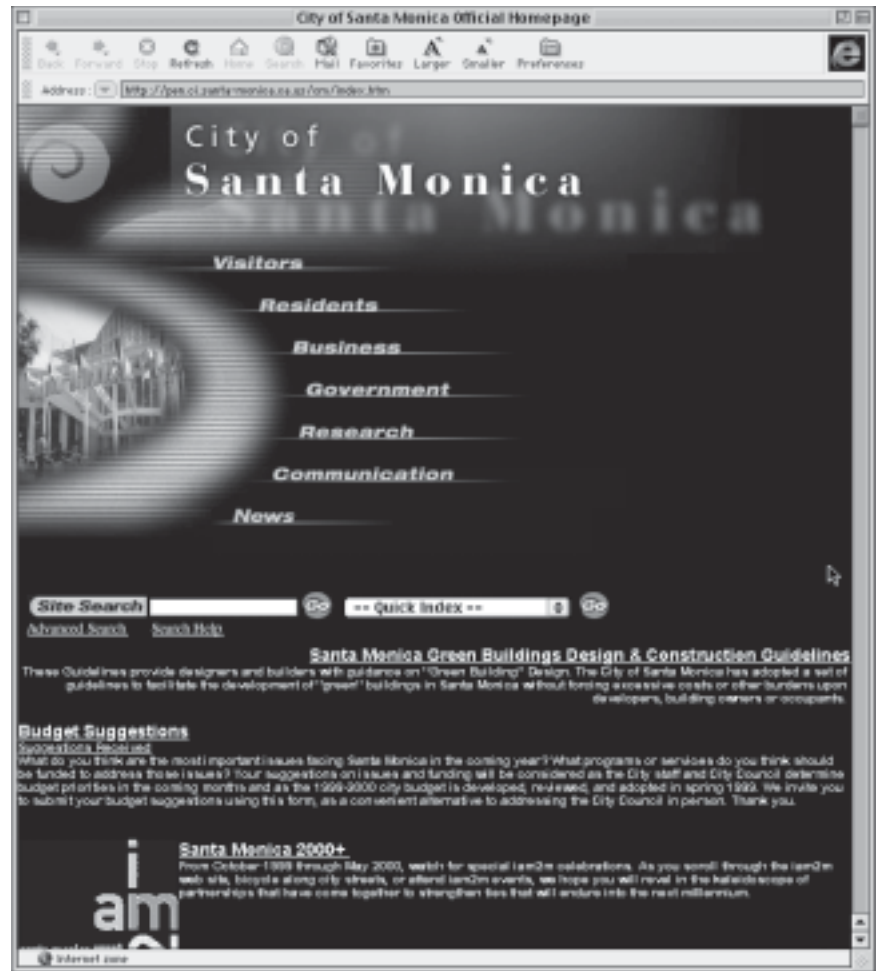 City of Santa Monica Official Homepage
Back Forward Stop Refresh Home Search Mail Favorites Larger Smaller Preferences
Address: http://pen.ci.santa-monica.ca.us/cm/index.htm
City of
Santa Monica
Visitors
Residents
Business
Government
Research
Communication
News
Site Search Go == Quick Index == Go
Advanced Search Search Help
Santa Monica Green Buildings Design & Construction Guidelines
These Guidelines provide designers and builders with guidance on "Green Building" Design. The City of Santa Monica has adopted a set of
guidelines to facilitate the development of "green" buildings in Santa Monica without forcing excessive costs or other burdens upon
developers, building owners or occupants.
Budget Suggestions
Suggestions Received
What do you think are the most important issues facing Santa Monica in the coming year? What programs or services do you think should
be funded to address those issues? Your suggestions on issues and funding will be considered as the City staff and City Council determine
budget priorities in the coming months and as the 1999-2000 city budget is developed, reviewed, and adopted in spring 1999. We invite you
to submit your budget suggestions using this form, as a convenient alternative to addressing the City Council in person. Thank you.
i
am
Santa Monica 2000+
From October 1999 through May 2000, watch for special iam2m celebrations. As you scroll through the iam2m
web site, bicycle along city streets, or attend iam2m events, we hope you will revel in the kaleidoscope of
partnerships that have come together to strengthen ties that will endure into the next millennium.
Internet zone